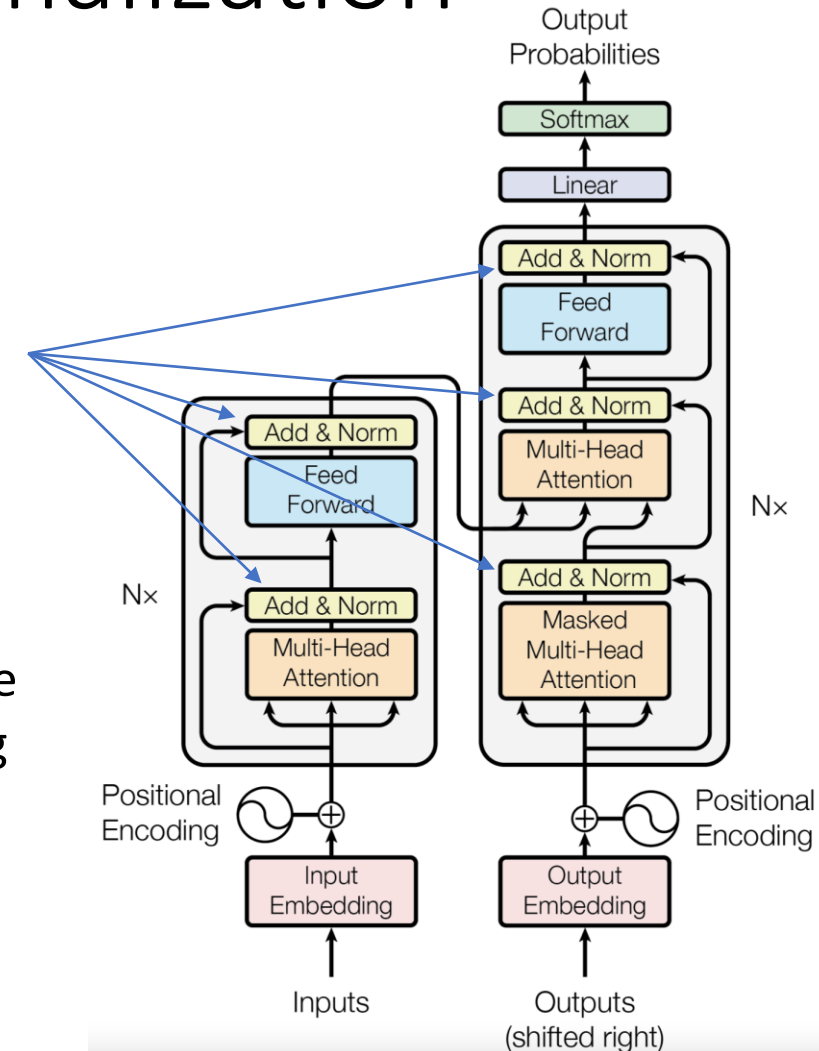 Output
Probabilities
Softmax
Linear
Add & Norm
Feed
Forward
Add & Norm
Multi-Head
Attention
Nx
Add & Norm
Masked
Multi-Head
Attention
Add & Norm
Feed
Forward
Nx
Add & Norm
Multi-Head
Attention
e
g
Positional
Encoding
Positional
Encoding
Input
Embedding
Output
Embedding
Inputs
Outputs
(shifted right)